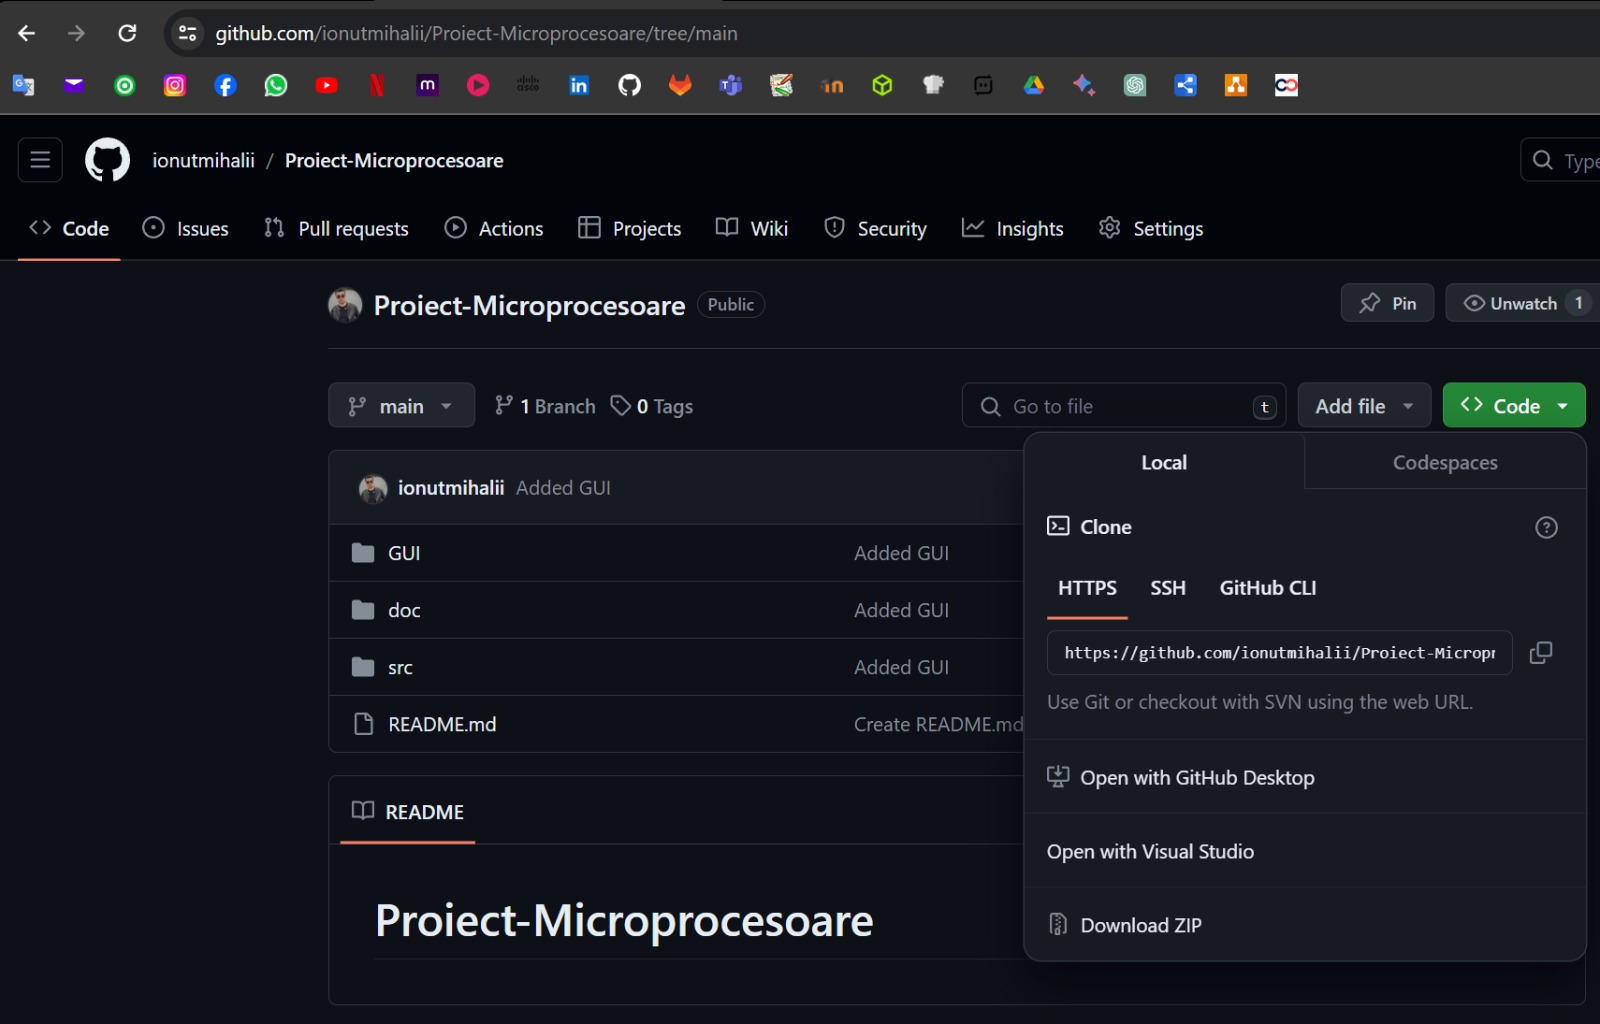 github.com/ionutmihalii/Proiect-Microprocesoare/tree/main
ionutmihalii / Proiect-Microprocesoare
Type
Code Issues Pull requests Actions Projects Wiki Security Insights Settings
Proiect-Microprocesoare Public
Pin Unwatch 1
main 1 Branch 0 Tags
Go to file t
Add file Code
ionutmihalii Added GUI
GUI Added GUI
doc Added GUI
src Added GUI
README.md Create README.md
README
Proiect-Microprocesoare
Local Codespaces
Clone
HTTPS SSH GitHub CLI
https://github.com/ionutmihalii/Proiect-Micropr
Use Git or checkout with SVN using the web URL.
Open with GitHub Desktop
Open with Visual Studio
Download ZIP